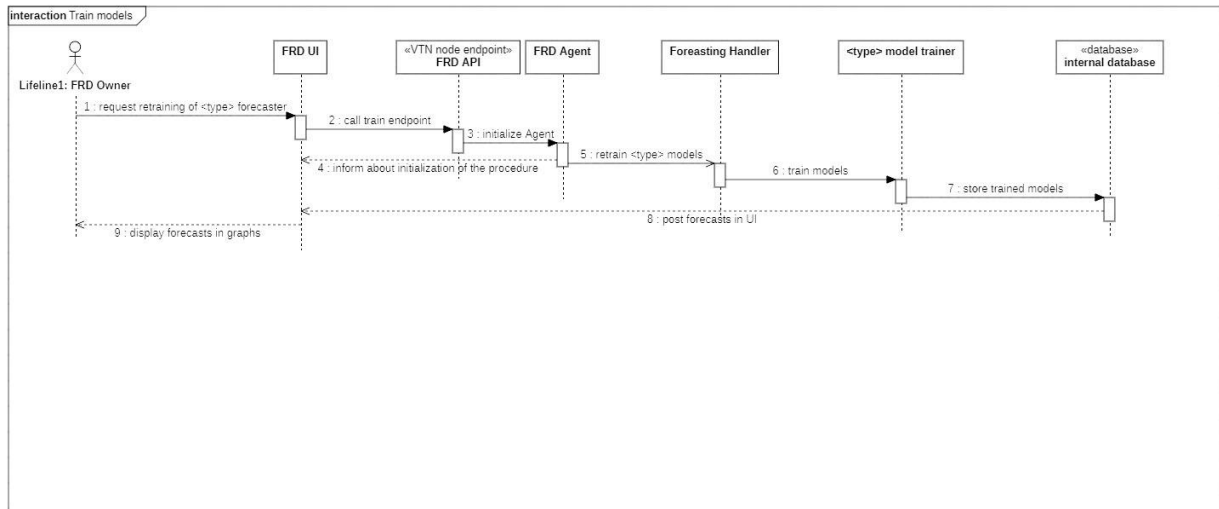 interaction Train models
Lifeline1: FRD Owner
FRD UI
«VTN node endpoint»
FRD API
FRD Agent
Foreasting Handler
<type> model trainer
«database»
internal database
1 : request retraining of <type> forecaster
2 : call train endpoint
3 : initialize Agent
4 : inform about initialization of the procedure
5 : retrain <type> models
6 : train models
7 : store trained models
8 : post forecasts in UI
9 : display forecasts in graphs